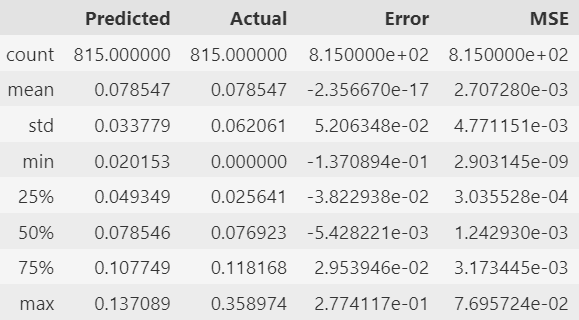 Predicted Actual Error MSE
count 815.000000 815.000000 8.150000e+02 8.150000e+02
mean 0.078547 0.078547 -2.356670e-17 2.707280e-03
std 0.033779 0.062061 5.206348e-02 4.771151e-03
min 0.020153 0.000000 -1.370894e-01 2.903145e-09
25% 0.049349 0.025641 -3.822938e-02 3.035528e-04
50% 0.078546 0.076923 -5.428221e-03 1.242930e-03
75% 0.107749 0.118168 2.953946e-02 3.173445e-03
max 0.137089 0.358974 2.774117e-01 7.695724e-02